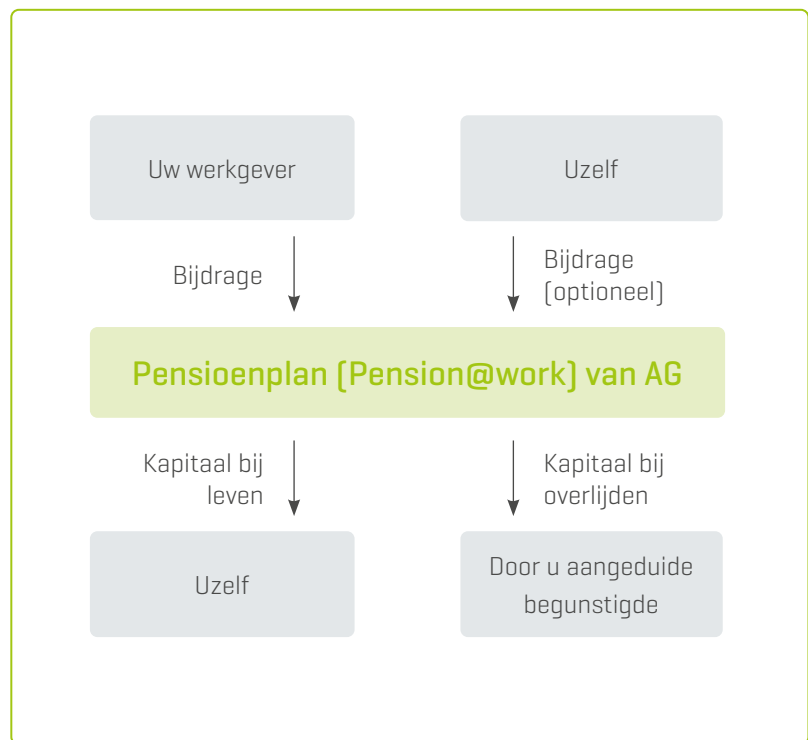 Uw werkgever
Uzelf
Bijdrage
Bijdrage
(optioneel)
Pensioenplan (Pension@work) van AG
Kapitaal bij
leven
Kapitaal bij
overlijden
Uzelf
Door u aangeduide
begunstigde